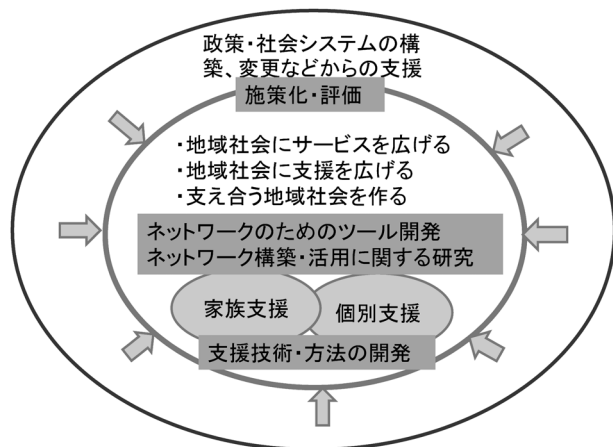 政策・社会システムの構
築、変更などからの支援
施策化・評価
・地域社会にサービスを広げる
・地域社会に支援を広げる
・支え合う地域社会を作る
ネットワークのためのツール開発
ネットワーク構築・活用に関する研究
家族支援
個別支援
支援技術・方法の開発